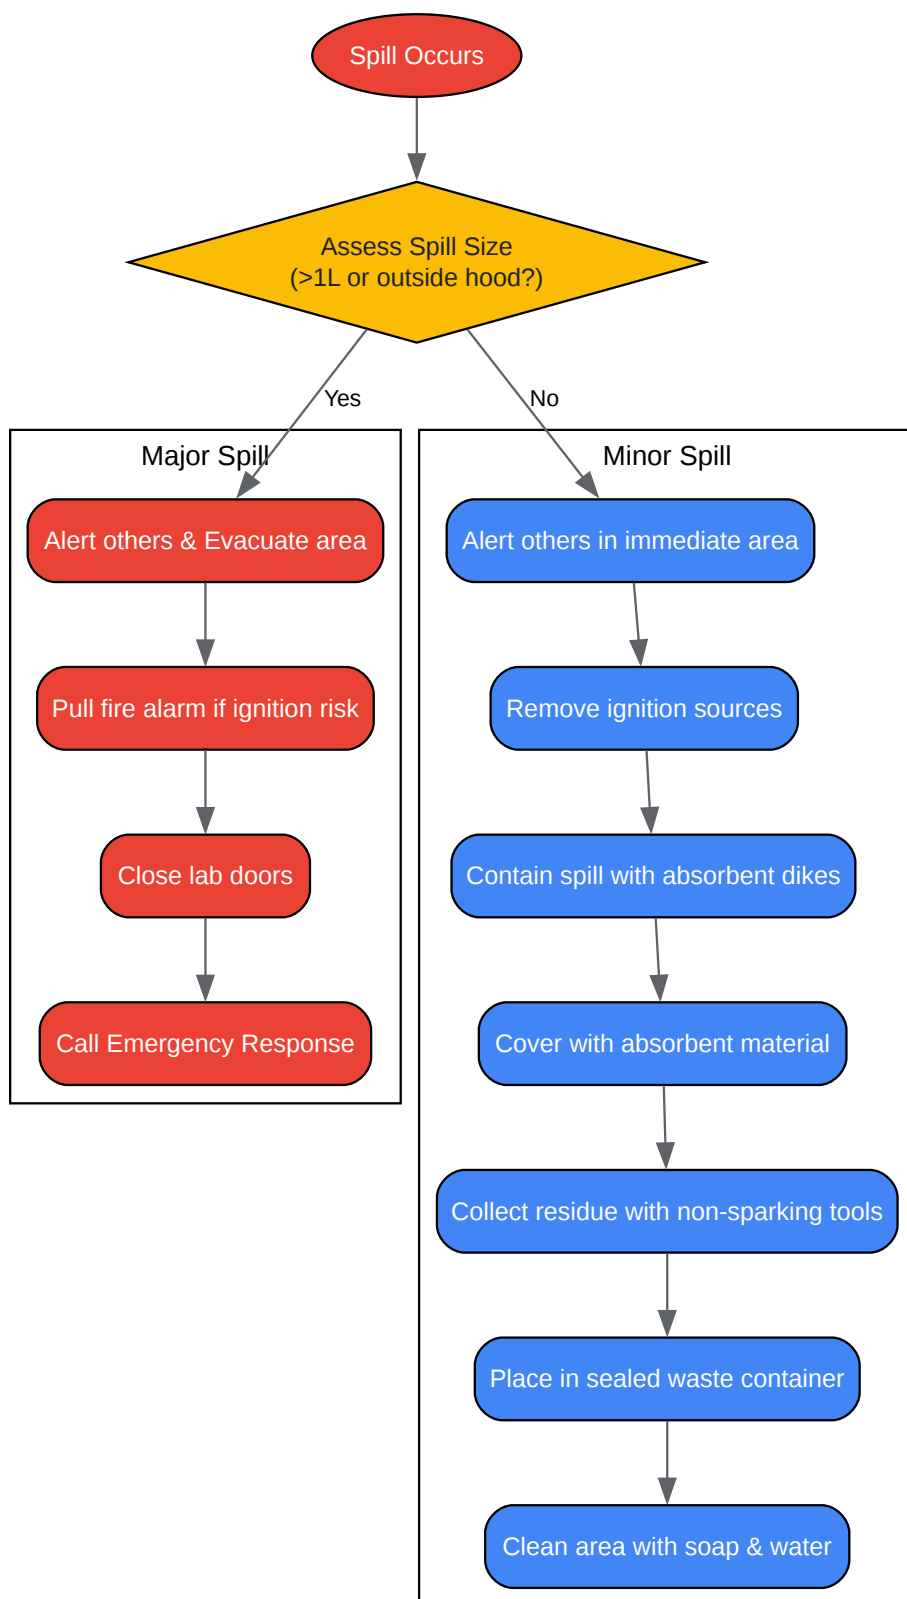 Spill Occurs
Assess Spill Size
(>1L or outside hood?)
Yes
No
Major Spill
Alert others & Evacuate area
Pull fire alarm if ignition risk
Close lab doors
Call Emergency Response
Minor Spill
Alert others in immediate area
Remove ignition sources
Contain spill with absorbent dikes
Cover with absorbent material
Collect residue with non-sparking tools
Place in sealed waste container
Clean area with soap & water